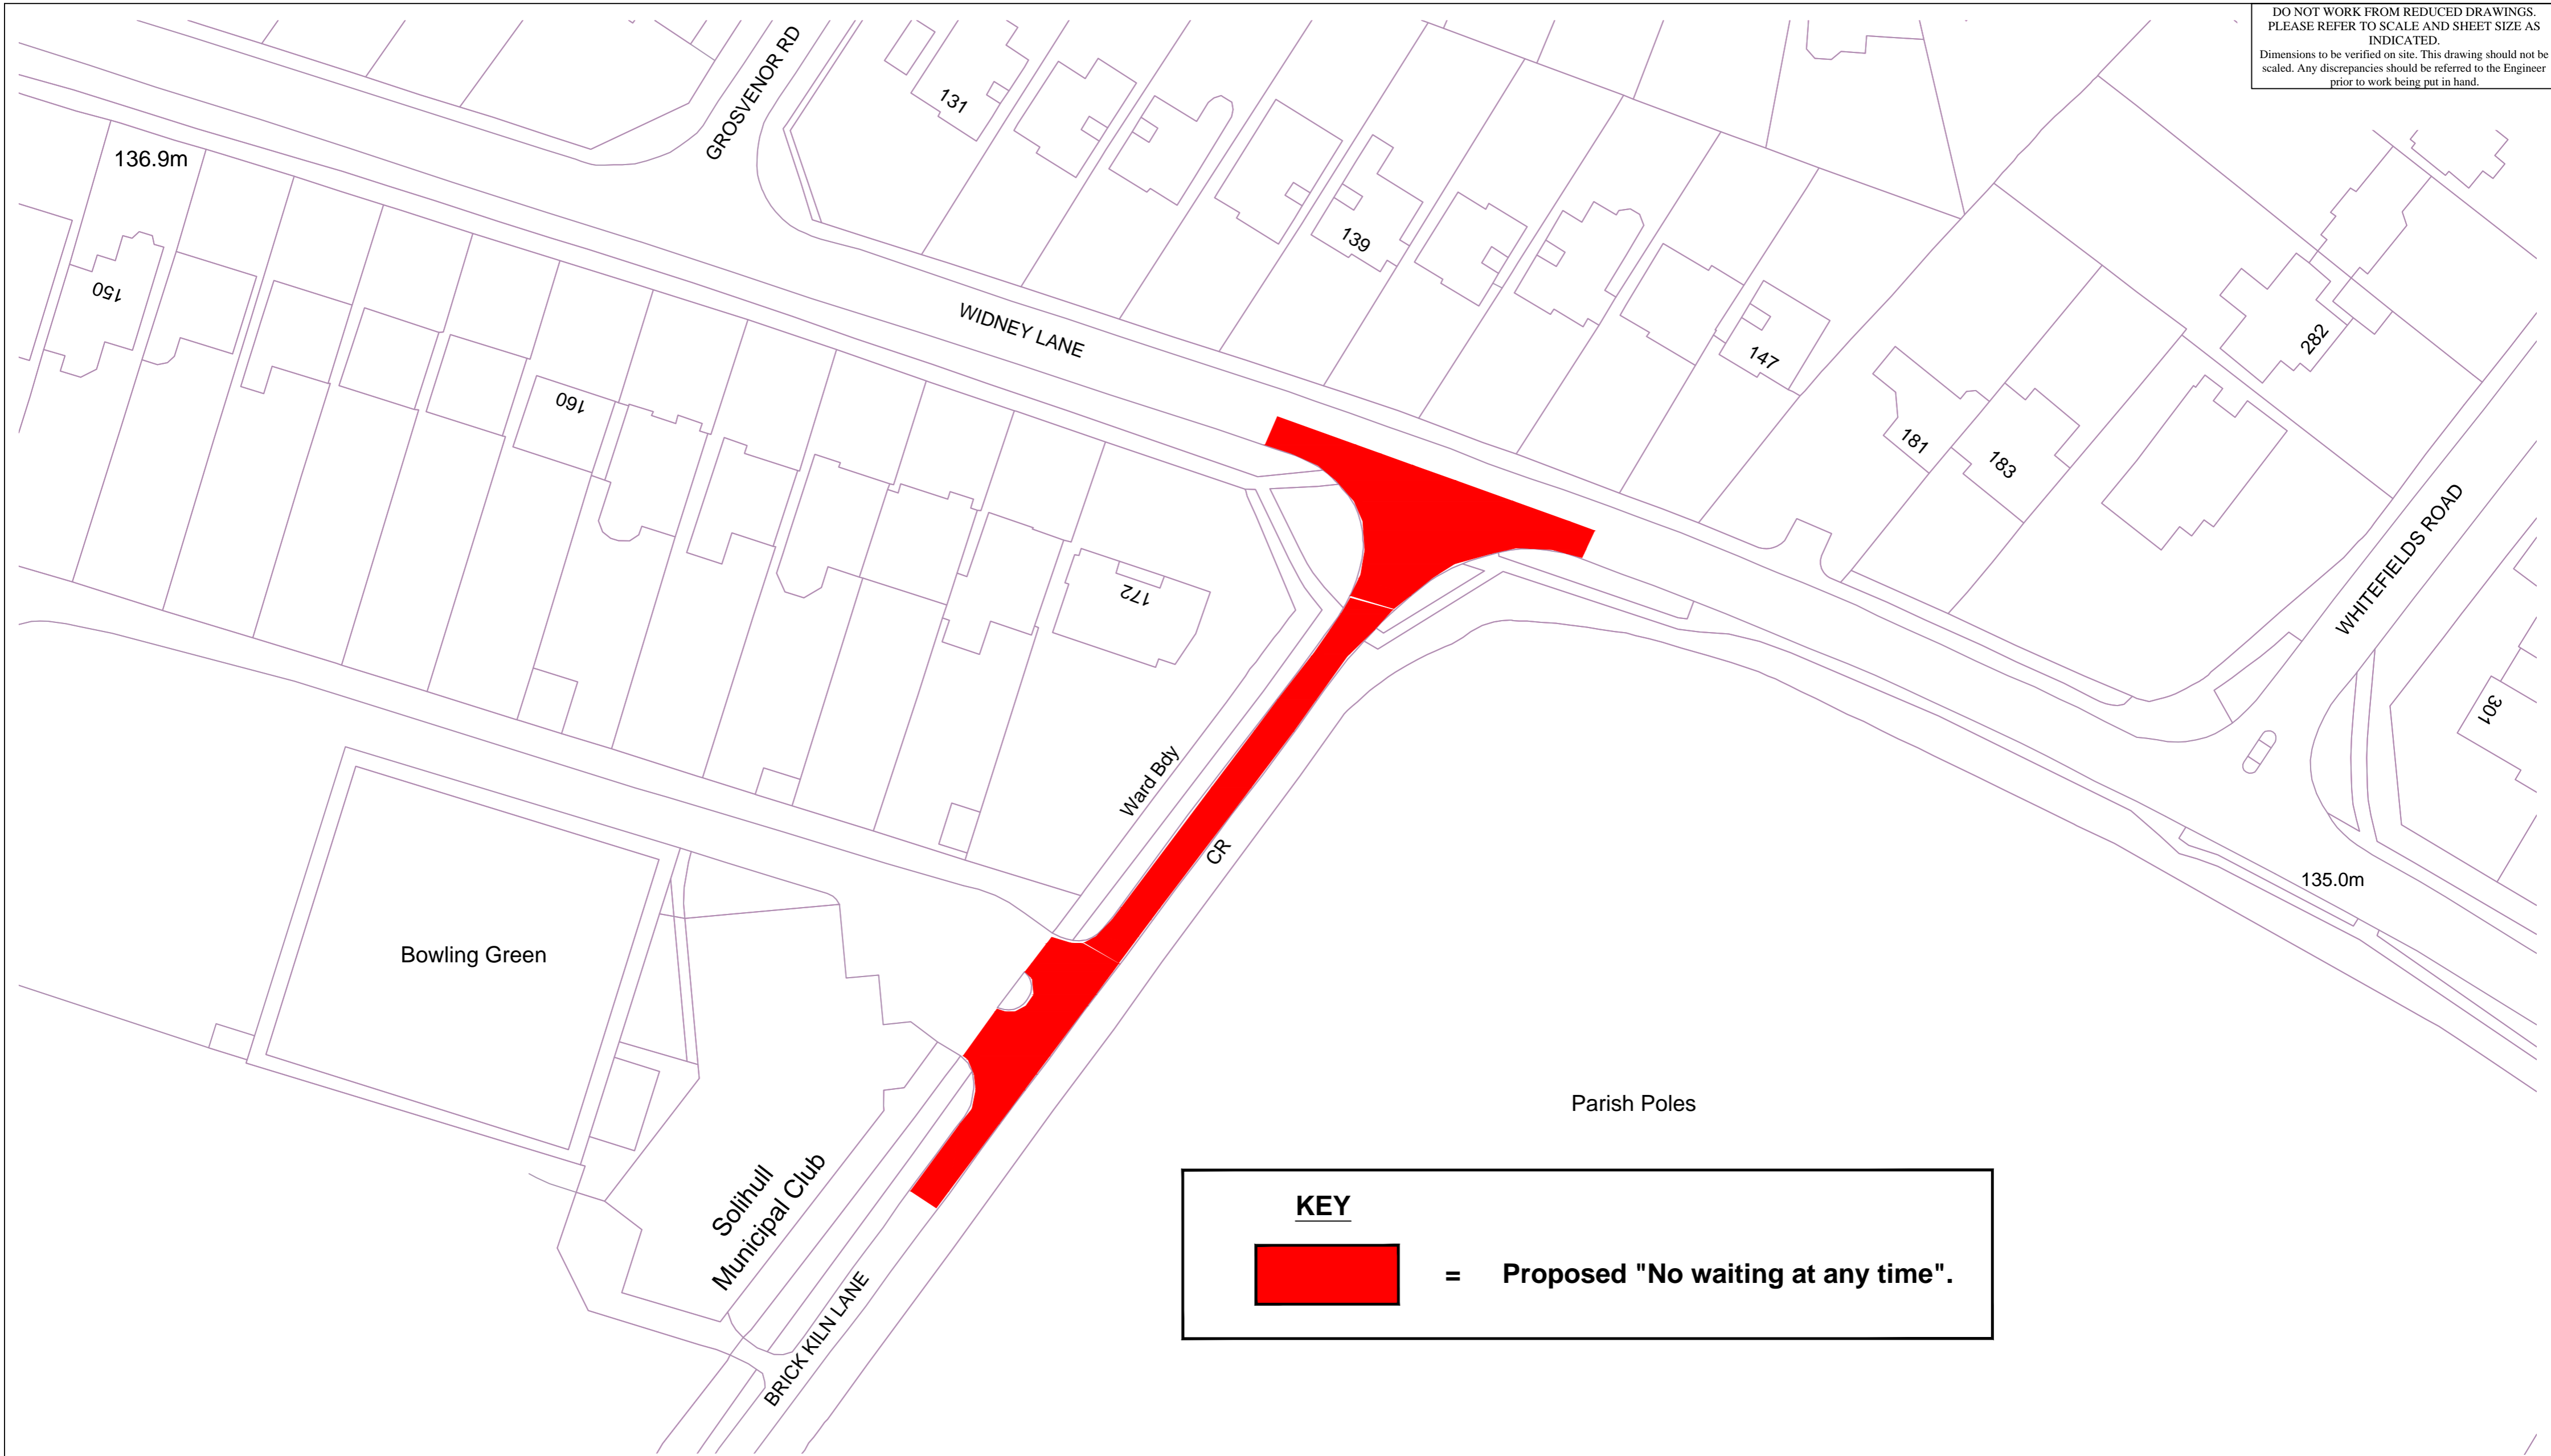 DO NOT WORK FROM REDUCED DRAWINGS.
PLEASE REFER TO SCALE AND SHEET SIZE AS
INDICATED.
Dimensions to be verified on site. This drawing should not be
scaled. Any discrepancies should be referred to the Engineer
prior to work being put in hand.
GROSVENOR RD
131
136.9m
139
150
WIDNEY LANE
147
282
160
181
183
WHITEFIELDS ROAD
172
301
Ward Bdy
CR
135.0m
Bowling Green
Parish Poles
Solihull
Municipal Club
BRICK KILN LANE
KEY
= Proposed "No waiting at any time".